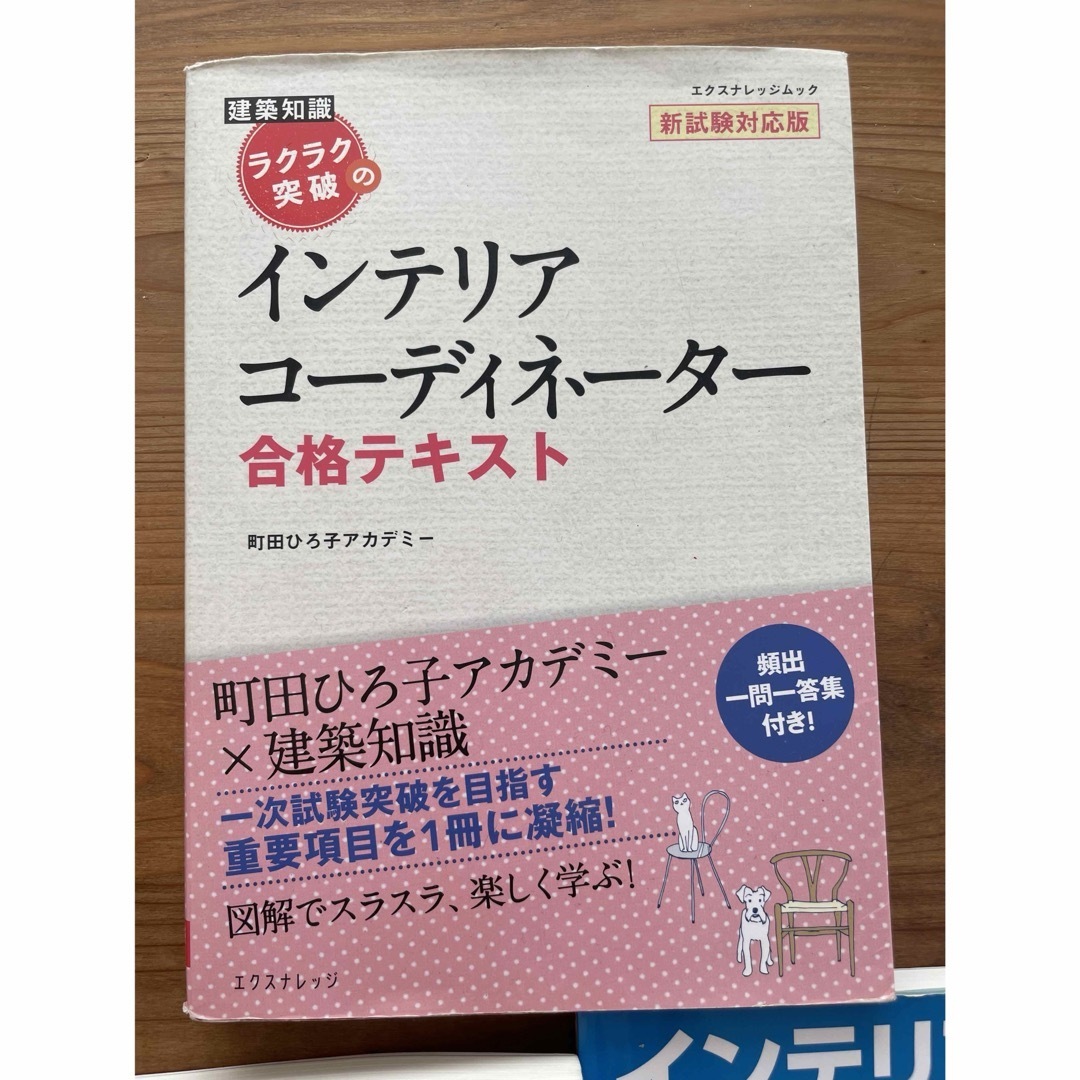 エクスナレッジムック
新試験対応版
建築知識
ラクラク
突破の
インテリア
コーディネーター
合格テキスト
町田ひろ子アカデミー
町田ひろ子アカデミー
×建築知識
頻出
一問一答集
付き!
一次試験突破を目指す
重要項目を1冊に凝縮!
図解でスラスラ、楽しく学ぶ!
エクスナレッジ
インテリ